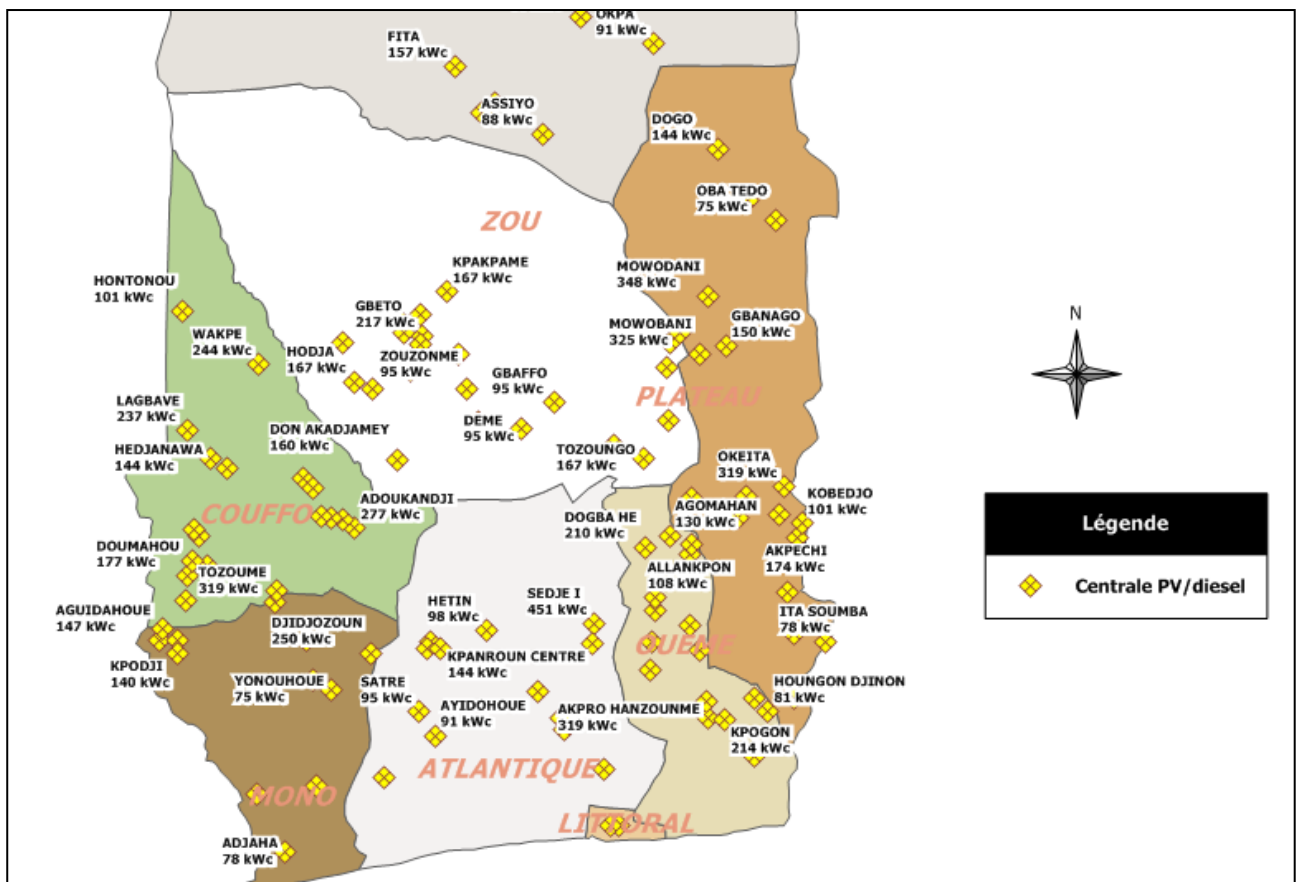 OKPA
91 kWc
FITA
157 kWc
ASSIYO
88 kWc
DOGO
144 kWc
OBA TEDO
75 kWc
ZOU
KPAKPAME
167 kWc
MOWODANI
348 kWc
HONTONOU
101 kWc
GBETO
217 kWc
GBANAGO
150 kWc
N
WAKPE
244 kWc
HODJA
167 kWc
MOWOBANI
325 kWc
ZOUZONME
95 kWc
GBAFFO
95 kWc
PLATEAU
LAGBAVE
237 kWc
DON AKADJAMEY
160 kWc
DEME
95 kWc
HEDJANAWA
144 kWc
TOZOUNGO
167 kWc
OKEITA
319 kWc
KOBEDJO
101 kWc
COUFFO
ADOUKANDJI
277 kWc
AGOMAHAN
130 kWc
DOGBA HE
210 kWc
Légende
DOUMAHOU
177 kWc
AKPECHI
174 kWc
ALLANKPON
108 kWc
TOZOUME
319 kWc
Centrale PV/diesel
AGUIDAHOUE
147 kWc
HETIN
98 kWc
SEDJE I
451 kWc
ITA SOUMBA
78 kWc
DJIDJOZOUN
250 kWc
OUEME
KPANROUN CENTRE
144 kWc
KPODJI
140 kWc
YONOUHOUE
75 kWc
SATRE
95 kWc
HOUNGON DJINON
81 kWc
AYIDOHOUE
91 kWc
AKPRO HANZOUNME
319 kWc
KPOGON
214 kWc
ATLANTIQUE
MONO
LITTORAL
ADJAHA
78 kWc